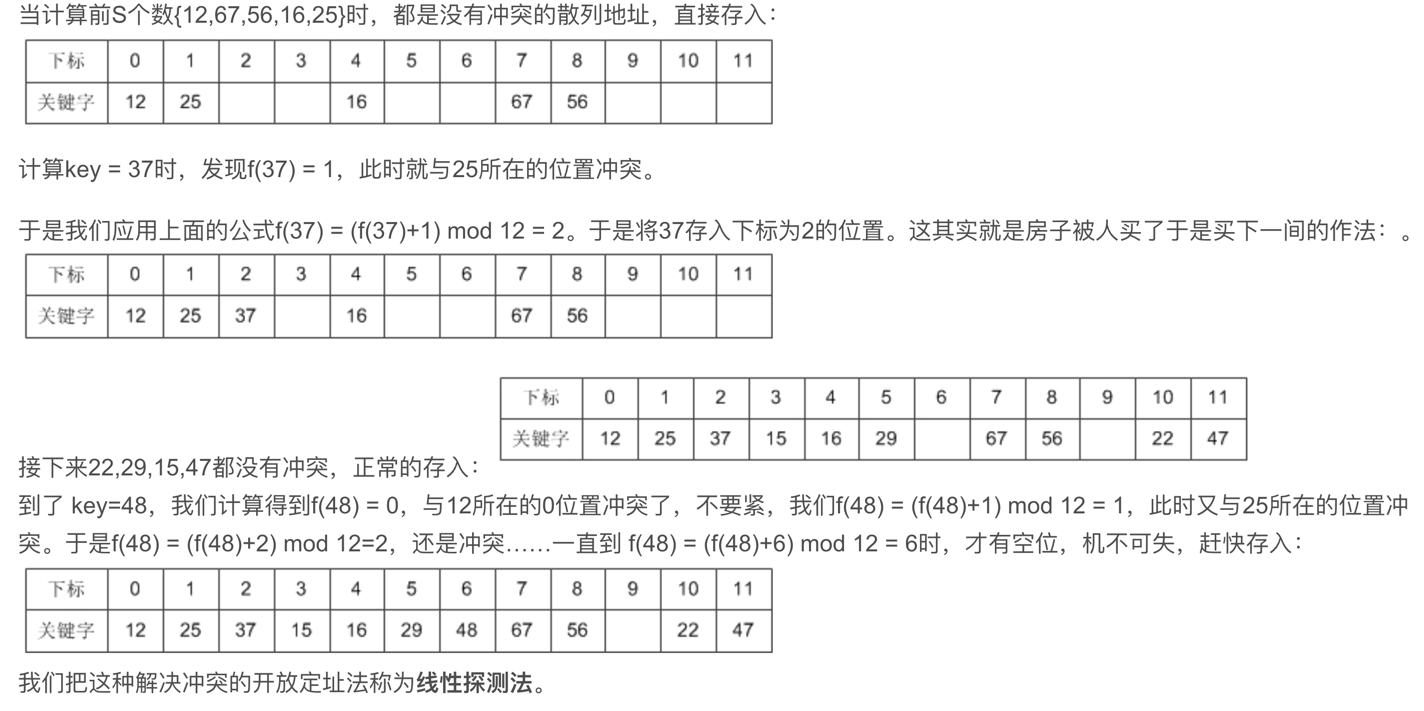 当计算前S个数{12,67,56,16,25}时，都是没有冲突的散列地址，直接存入：
下标 0 1 2 3 4 5 6 7 8 9 10 11
关键字 12 25 16 67 56
计算key = 37时，发现f(37) = 1，此时就与25所在的位置冲突。
于是我们应用上面的公式f(37) = (f(37)+1) mod 12 = 2。于是将37存入下标为2的位置。这其实就是房子被人买了于是买下一间的作法：。
下标 0 1 2 3 4 5 6 7 8 9 10 11
关键字 12 25 37 16 67 56
下标 0 1 2 3 4 5 6 7 8 9 10 11
关键字 12 25 37 15 16 29 67 56 22 47
接下来22,29,15,47都没有冲突，正常的存入：
到了 key=48，我们计算得到f(48) = 0，与12所在的0位置冲突了，不要紧，我们f(48) = (f(48)+1) mod 12 = 1，此时又与25所在的位置冲
突。于是f(48) = (f(48)+2) mod 12=2，还是冲突……一直到 f(48) = (f(48)+6) mod 12 = 6时，才有空位，机不可失，赶快存入：
下标 0 1 2 3 4 5 6 7 8 9 10 11
关键字 12 25 37 15 16 29 48 67 56 22 47
我们把这种解决冲突的开放定址法称为线性探测法。